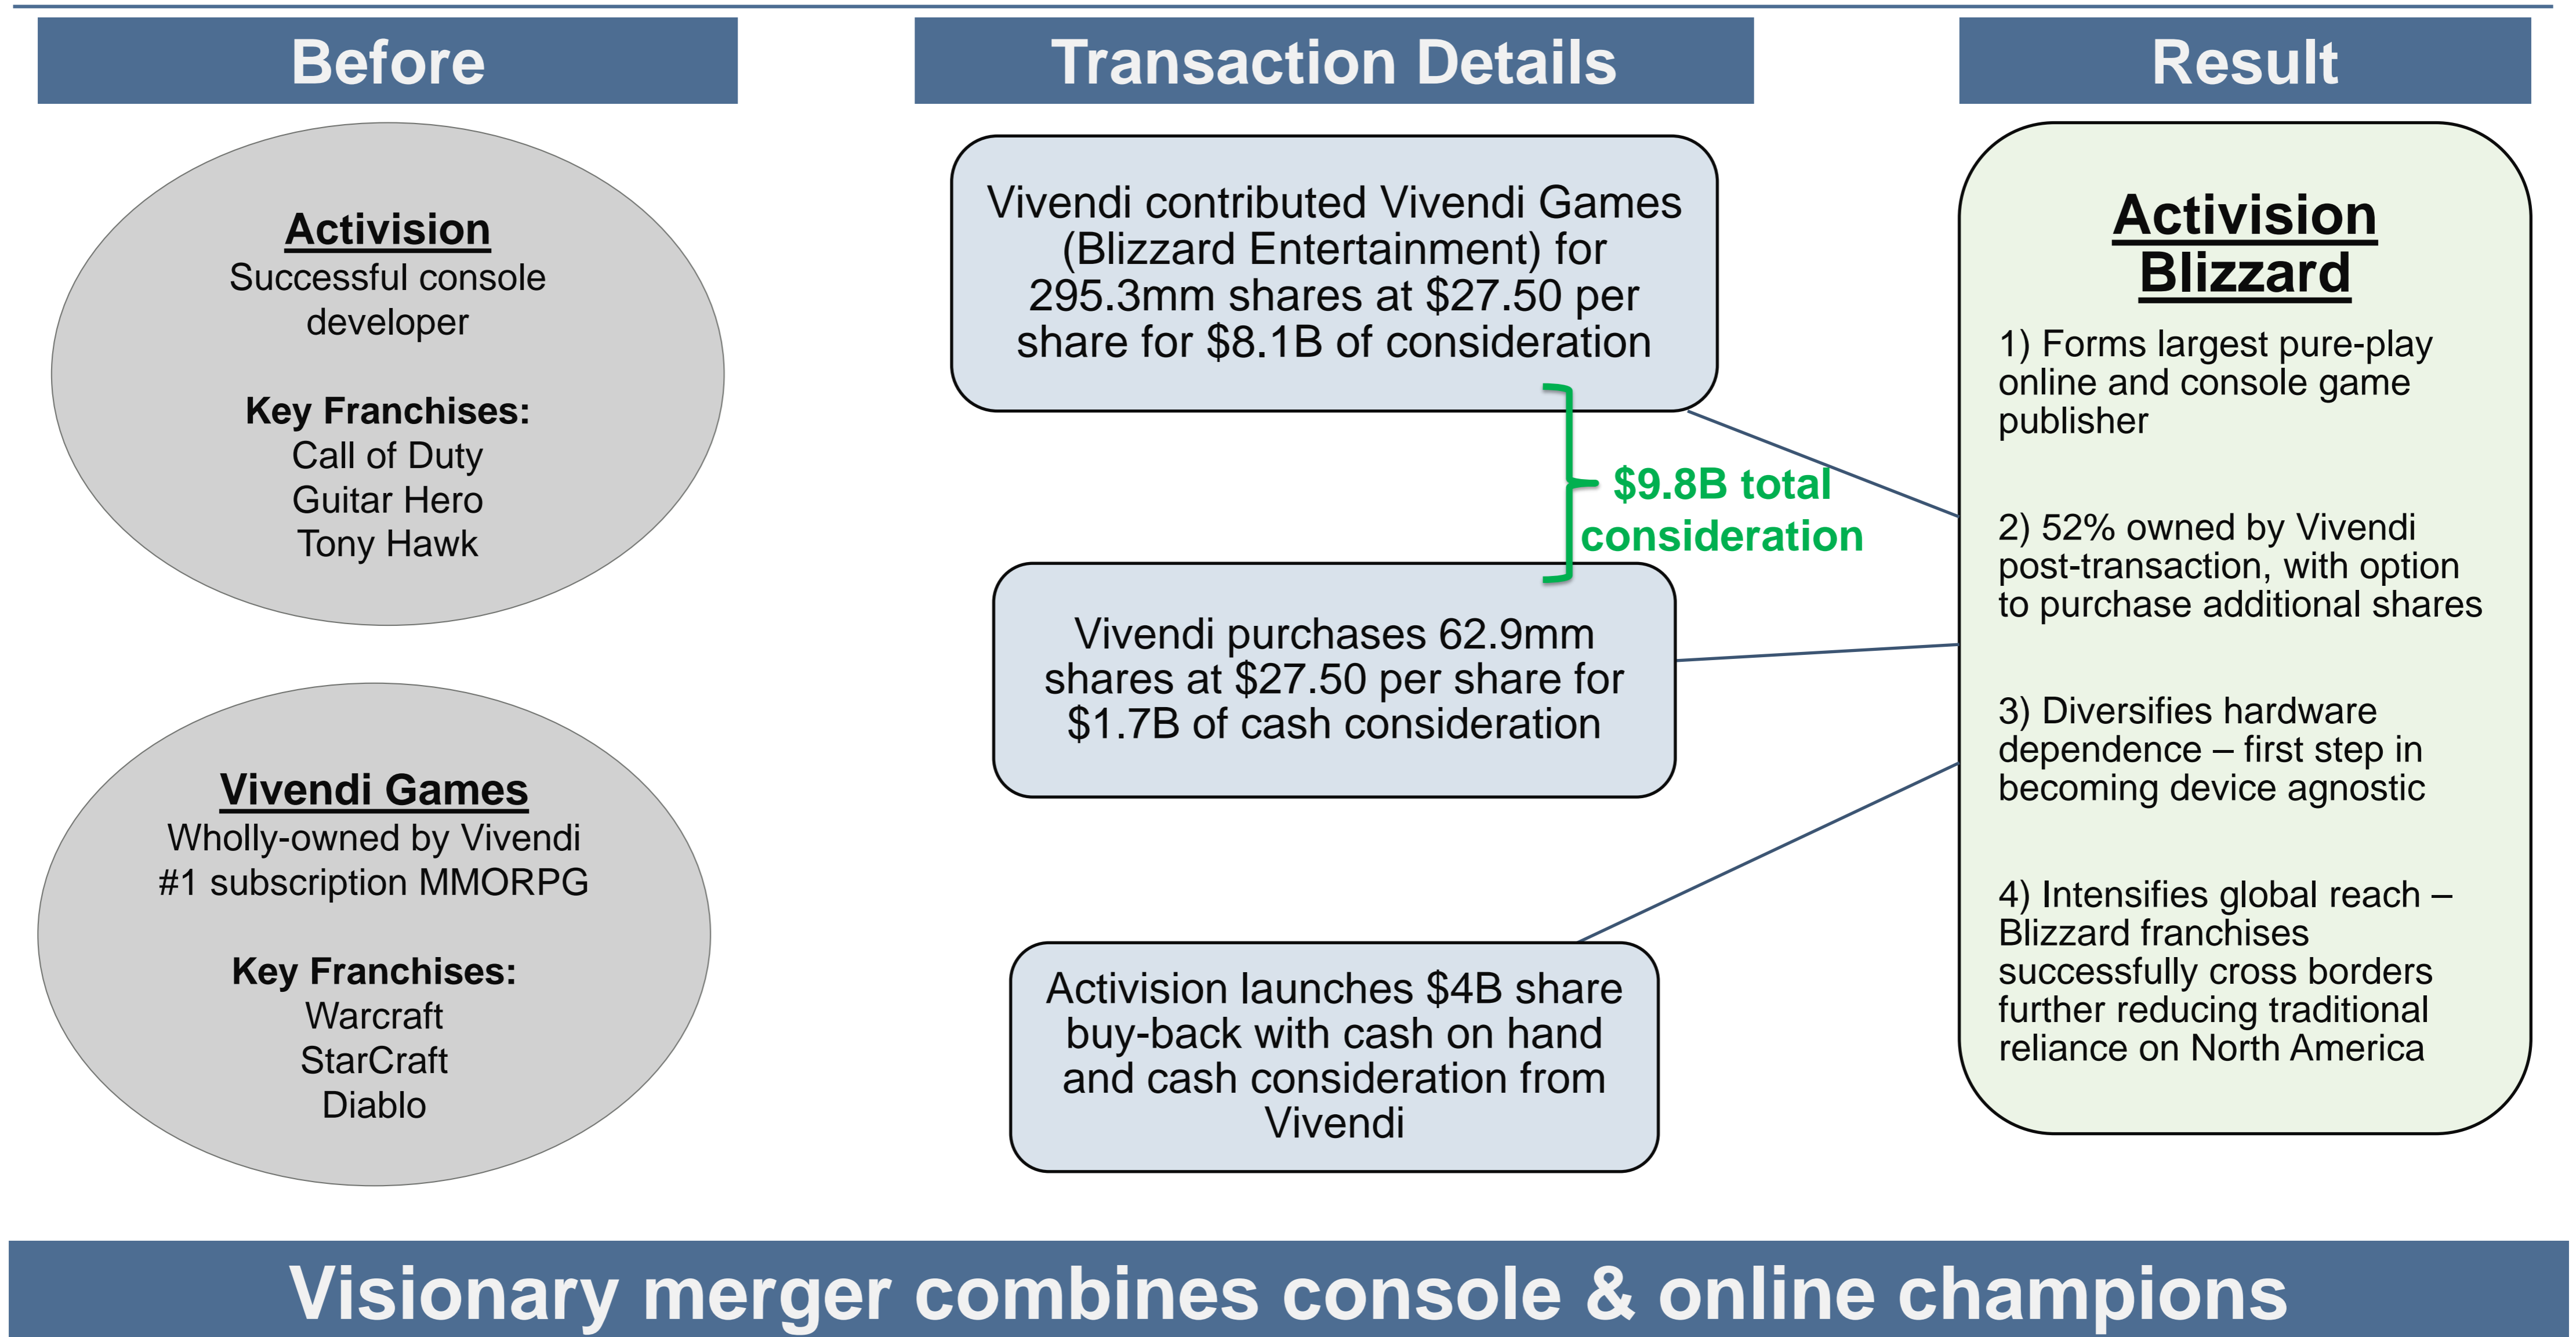 Before
Transaction Details
Result
Activision
Successful console
developer
Key Franchises:
Call of Duty
Guitar Hero
Tony Hawk
Vivendi Games
Wholly-owned by Vivendi
#1 subscription MMORPG
Key Franchises:
Warcraft
StarCraft
Diablo
Vivendi contributed Vivendi Games
(Blizzard Entertainment) for
295.3mm shares at $27.50 per
share for $8.1B of consideration
$9.8B total
consideration
Vivendi purchases 62.9mm
shares at $27.50 per share for
$1.7B of cash consideration
Activision launches $4B share
buy-back with cash on hand
and cash consideration from
Vivendi
Activision
Blizzard
1) Forms largest pure-play
online and console game
publisher
2) 52% owned by Vivendi
post-transaction, with option
to purchase additional shares
3) Diversifies hardware
dependence – first step in
becoming device agnostic
4) Intensifies global reach –
Blizzard franchises
successfully cross borders
further reducing traditional
reliance on North America
Visionary merger combines console & online champions